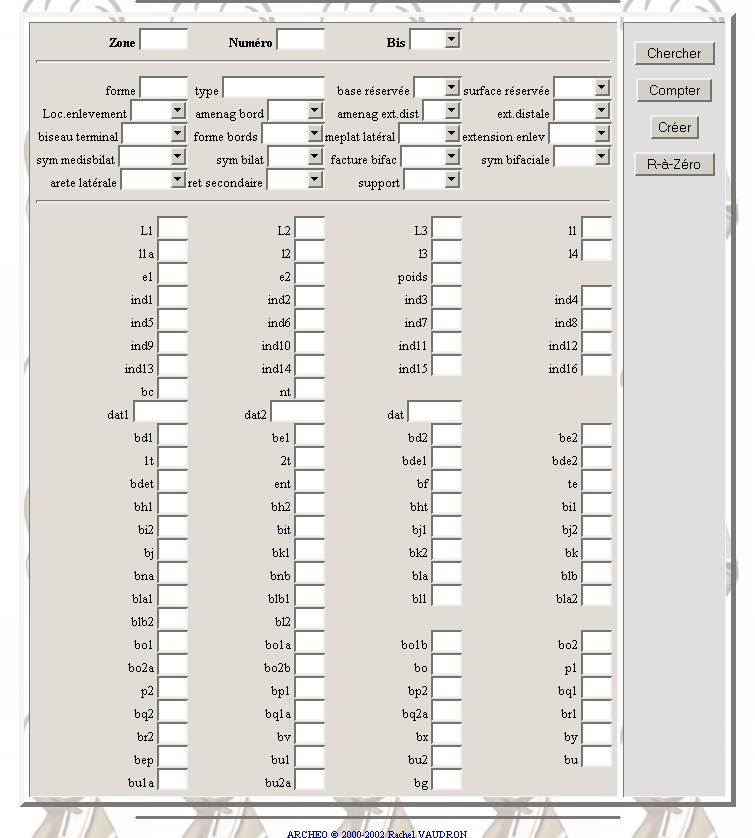 Zone Numéro Bis
Chercher
Compter
Créer
R-à-Zéro
forme type base réservée surface réservée
Loc.enlevement amenag bord amenag ext.dist ext.distale
biseau terminal forme bords meplat latéral extension enlev
sym medisbilat sym bilat facture bifac sym bifaciale
arete latérale ret secondaire support
L1 L2 L3 l1
l1a l2 l3 l4
e1 e2 poids
ind1 ind2 ind3 ind4
ind5 ind6 ind7 ind8
ind9 ind10 ind11 ind12
ind13 ind14 ind15 ind16
bc nt
dat1 dat2 dat
bd1 be1 bd2 be2
1t 2t bde1 bde2
bdet ent bf te
bh1 bh2 bht bi1
bi2 bit bj1 bj2
bj bk1 bk2 bk
bna bnb bla blb
bla1 blb1 bl1 bla2
blb2 bl2
bo1 bo1a bo1b bo2
bo2a bo2b bo p1
p2 bp1 bp2 bq1
bq2 bq1a bq2a br1
br2 bv bx by
bep bu1 bu2 bu
bu1a bu2a bg
ARCHEO © 2000-2002 Rachel VAUDRON